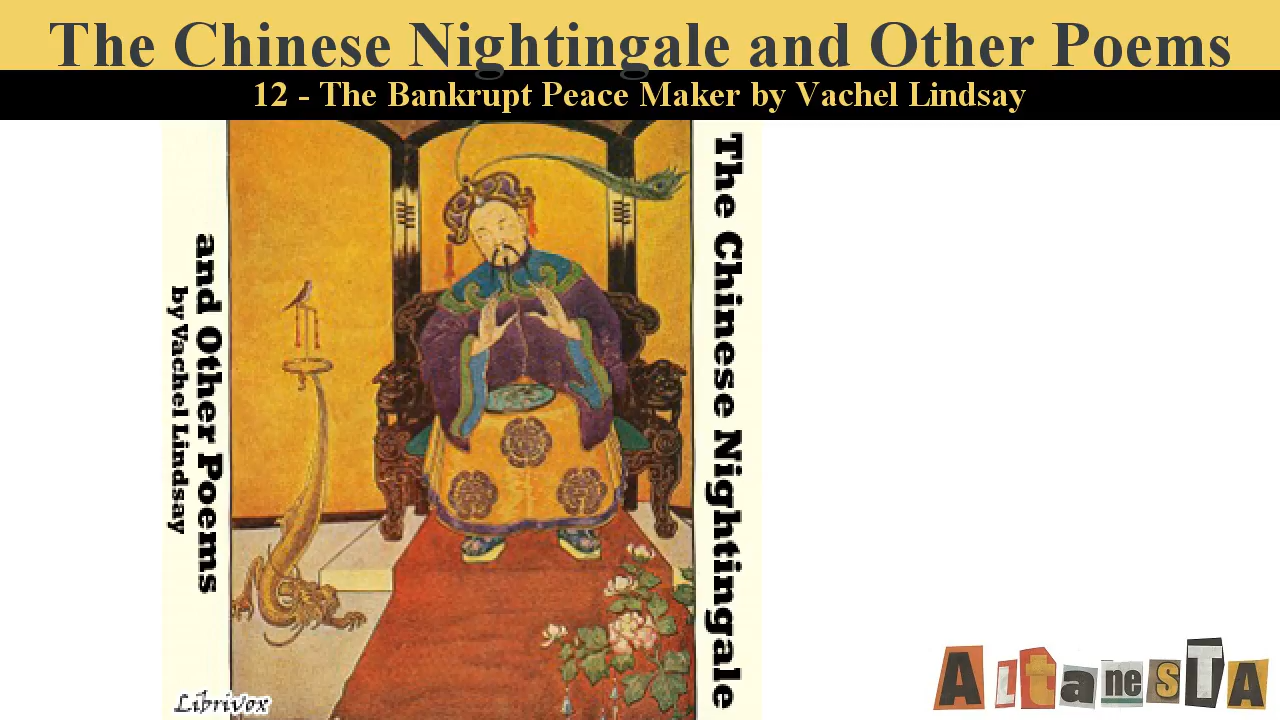 The Chinese Nightingale and Other Poems
12 - The Bankrupt Peace Maker by Vachel Lindsay
The Chinese Nightingale
and Other Poems
by Vachel Lindsay
Librivox
AltanesTA